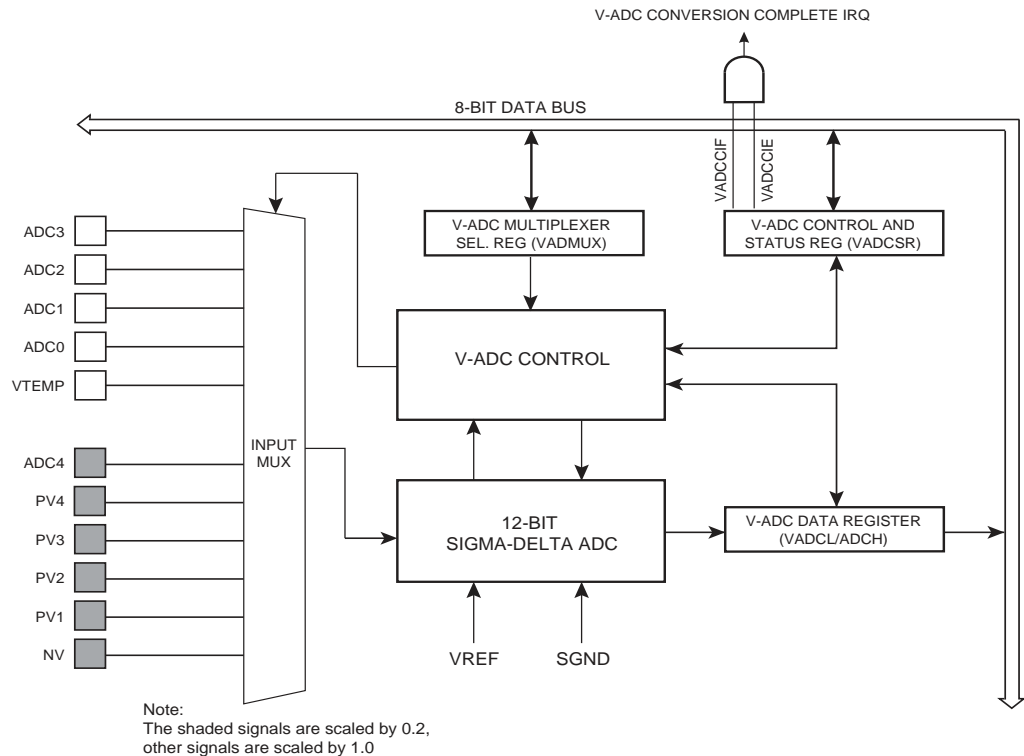 V-ADC CONVERSION COMPLETE IRQ
8-BIT DATA BUS
VADCCIF
VADCCIE
V-ADC MULTIPLEXER
SEL. REG (VADMUX)
V-ADC CONTROL AND
STATUS REG (VADCSR)
ADC3
ADC2
ADC1
ADC0
VTEMP
ADC4
PV4
PV3
PV2
PV1
NV
INPUT
MUX
V-ADC CONTROL
12-BIT
SIGMA-DELTA ADC
V-ADC DATA REGISTER
(VADCL/ADCH)
VREF
SGND
Note:
The shaded signals are scaled by 0.2,
other signals are scaled by 1.0